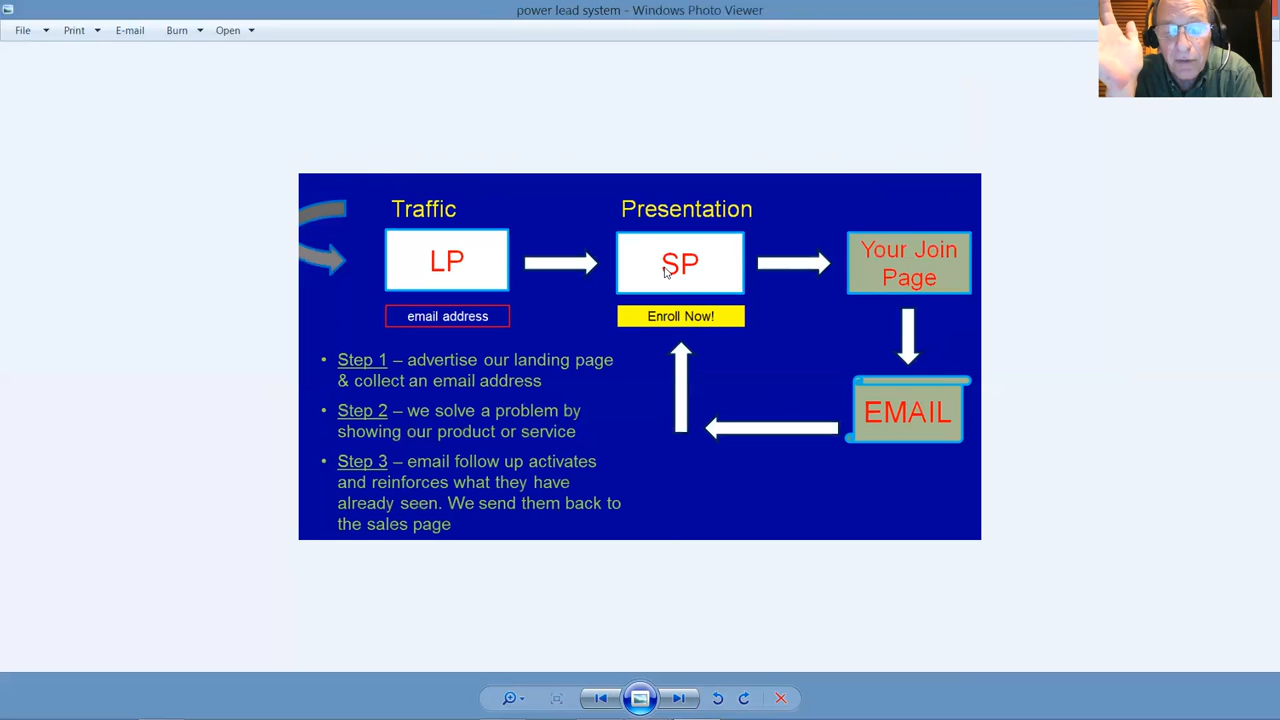 power lead system - Windows Photo Viewer
File Print E-mail Burn Open
Traffic Presentation
LP SP Your Join
Page
email address Enroll Now!
• Step 1 – advertise our landing page
& collect an email address
• Step 2 – we solve a problem by
showing our product or service
EMAIL
• Step 3 – email follow up activates
and reinforces what they have
already seen. We send them back to
the sales page